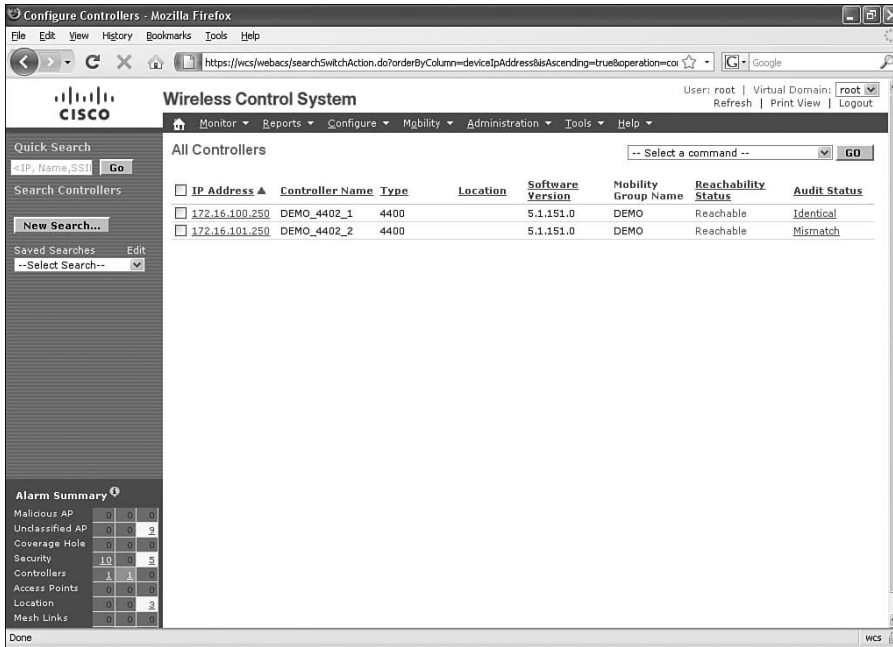 Configure Controllers - Mozilla Firefox
File Edit View History Bookmarks Tools Help
https://wcs/webacs/searchSwitchAction.do?orderByColumn=deviceIpAddress&isAscending=true&operation=cor
G Google
CISCO
Wireless Control System
User: root | Virtual Domain: root
Refresh | Print View | Logout
Monitor Reports Configure Mobility Administration Tools Help
Quick Search
<IP, Name,SSI Go
Search Controllers
New Search...
Saved Searches Edit
--Select Search--
All Controllers
-- Select a command -- GO
IP Address Controller Name Type Location Software Version Mobility Group Name Reachability Status Audit Status
172.16.100.250 DEMO_4402_1 4400 5.1.151.0 DEMO Reachable Identical
172.16.101.250 DEMO_4402_2 4400 5.1.151.0 DEMO Reachable Mismatch
Alarm Summary
Malicious AP 0 0 0
Unclassified AP 0 0 9
Coverage Hole 0 0 0
Security 10 0 5
Controllers 1 1 0
Access Points 0 0 0
Location 0 0 3
Mesh Links 0 0 0
Done
wcs